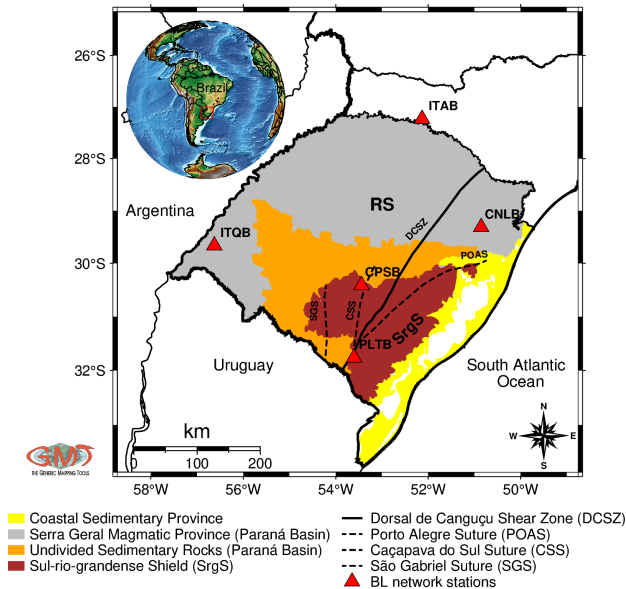 26°S
28°S
30°S
32°S
58°W
56°W
54°W
52°W
50°W
Brazil
Argentina
Uruguay
South Atlantic
Ocean
RS
ITAB
ITQB
CNLB
CPSB
PLTB
DCSZ
POAS
SGS
CSS
SrgS
km
0
100
200
N
W
E
S
GMT
THE GENERIC MAPPING TOOLS
Coastal Sedimentary Province
Serra Geral Magmatic Province (Paraná Basin)
Undivided Sedimentary Rocks (Paraná Basin)
Sul-rio-grandense Shield (SrgS)
Dorsal de Canguçu Shear Zone (DCSZ)
Porto Alegre Suture (POAS)
Caçapava do Sul Suture (CSS)
São Gabriel Suture (SGS)
BL network stations